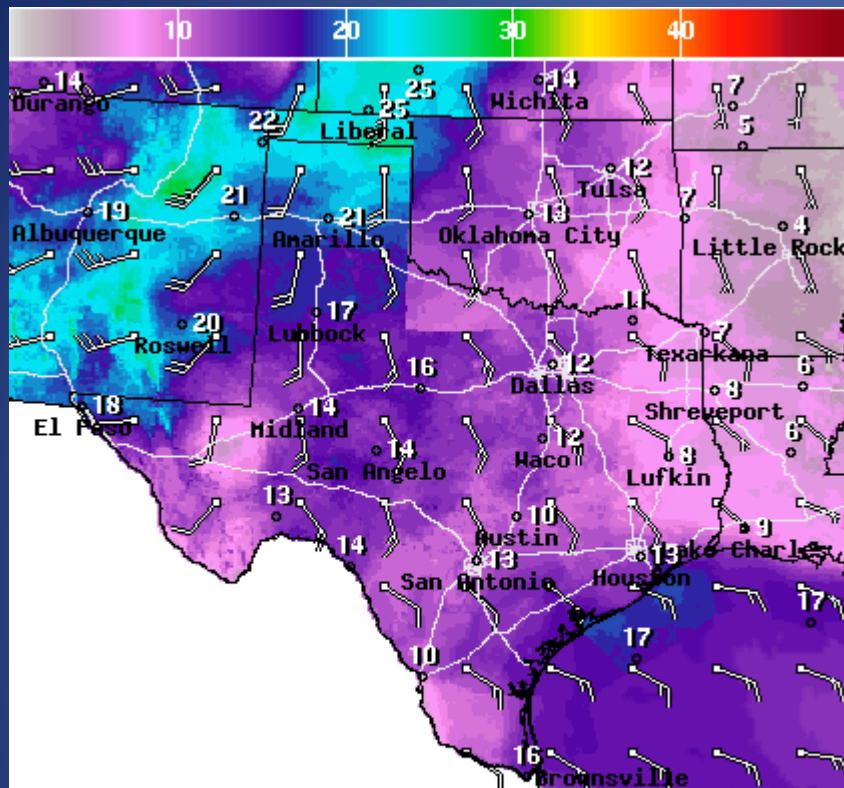 10 20 30 40
14 25 14 7
Durango Liberal Wichita
25
22 5
12
Tulsa
19 21 21 13 7 4
Albuquerque Amarillo Oklahoma City Little Rock
20 17 11 7
Roswell Lubbock Texarkana
16 12 8 6
Dallas Shreveport
18 14
El Paso Midland
14 12 8 6
San Angelo Waco Lufkin
13 10 9
Austin Lake Charles
14 13 13
San Antonio Houston
17
10 17
16
Brownsville